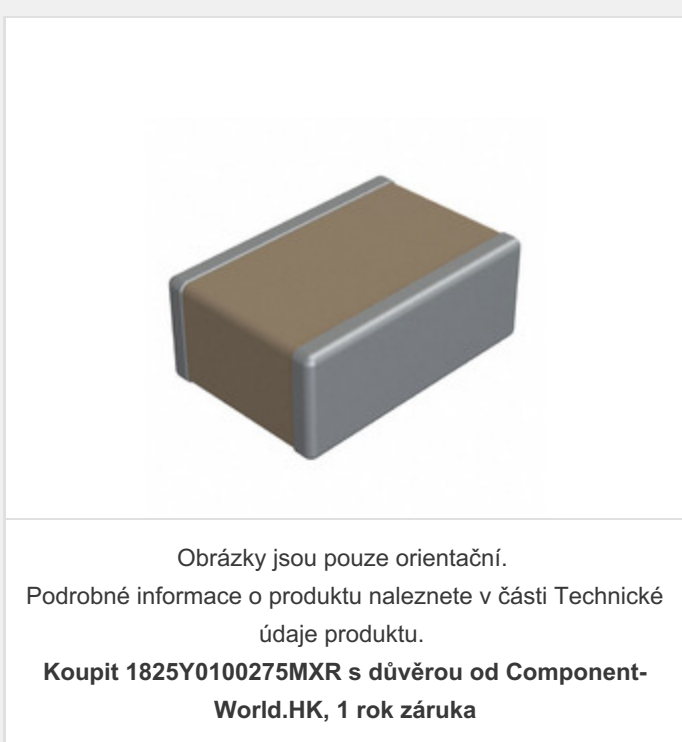 Obrázky jsou pouze orientační.
Podrobné informace o produktu naleznete v části Technické
údaje produktu.
Koupit 1825Y0100275MXR s důvěrou od Component-
World.HK, 1 rok záruka